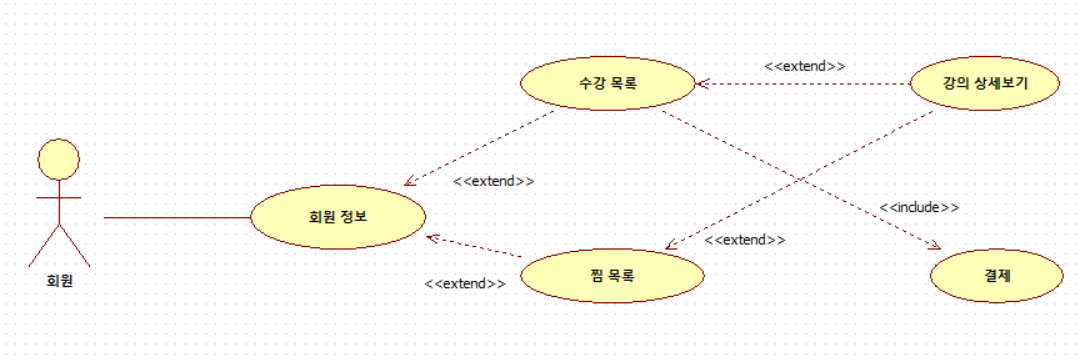 <<extend>>
수강 목록
강의 상세보기
<<extend>>
회원 정보
<<include>>
<<extend>>
찜 목록
결제
회원
<<extend>>